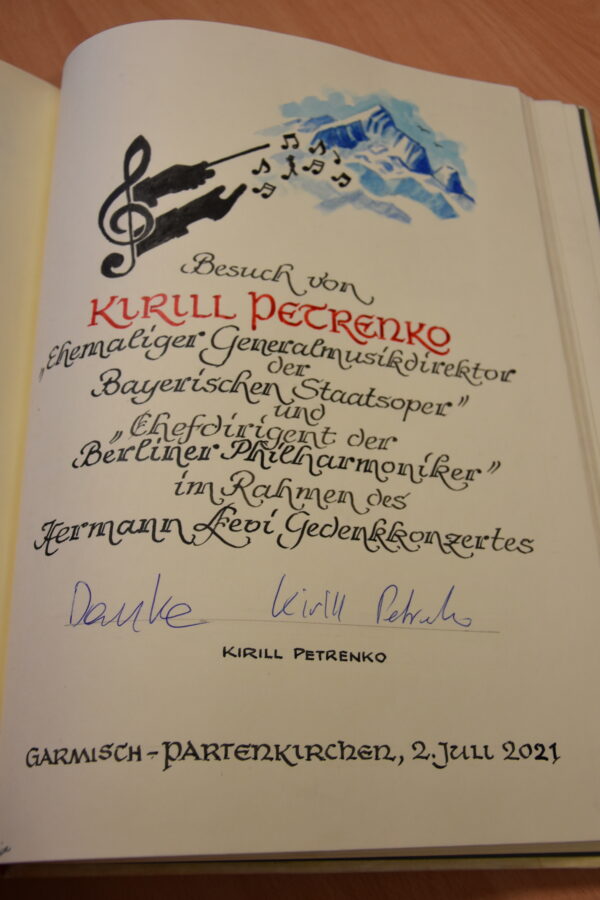 Besuch von
KIRILL PETRENKO
„Ehemaliger Generalmusikdirektor
der
Bayerischen Staatsoper”
und
„Chefdirigent der
Berliner Philharmoniker”
im Rahmen des
Hermann Levi Gedenkkonzertes
Danke Kirill Petrenko
KIRILL PETRENKO
GARMISCH-PARTENKIRCHEN, 2. JULI 2021